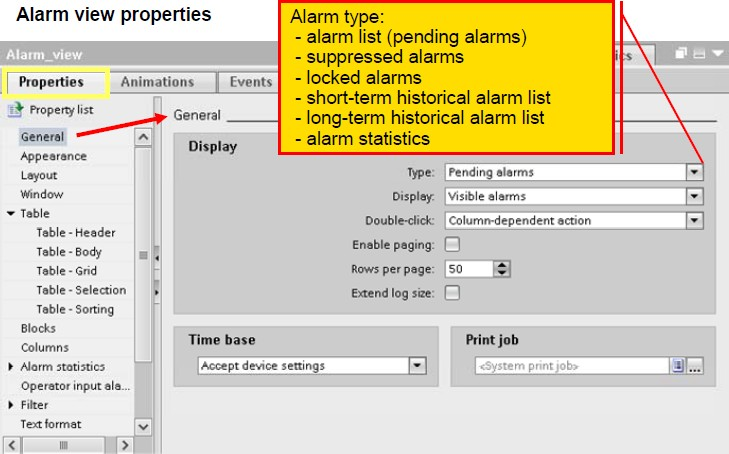 Alarm view properties
Alarm type:
- alarm list (pending alarms)
- suppressed alarms
- locked alarms
- short-term historical alarm list
- long-term historical alarm list
- alarm statistics
Alarm_view
ics
Properties
Animations
Events
Property list
General
Appearance
Layout
Window
Table
Table - Header
Table - Body
Table - Grid
Table - Selection
Table - Sorting
Blocks
Columns
Alarm statistics
Operator input ala...
Filter
Text format
General
Display
Type: Pending alarms
Display: Visible alarms
Double-click: Column-dependent action
Enable paging:
Rows per page: 50
Extend log size:
Time base
Accept device settings
Print job
<System print job>
...